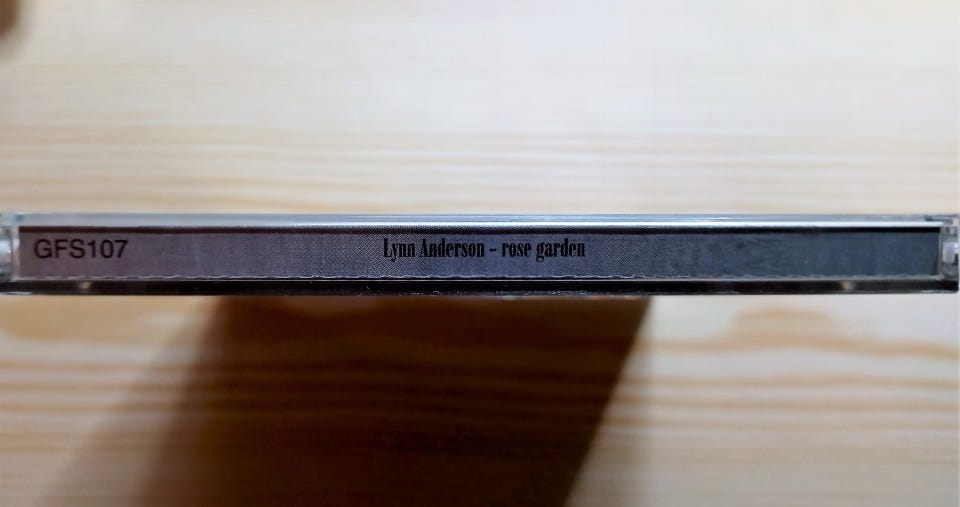 GFS107 Lynn Anderson – rose garden